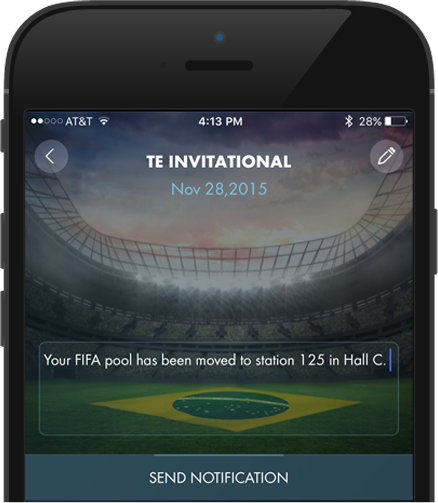 AT&T 4:13 PM 28%
TE INVITATIONAL
Nov 28,2015
Your FIFA pool has been moved to station 125 in Hall C.
SEND NOTIFICATION